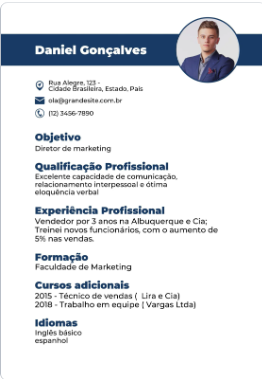 Daniel Gonçalves
Rua Alegre, 123 -
Cidade Brasileira, Estado, País
ola@grandesite.com.br
(12) 3456-7890
Objetivo
Diretor de marketing
Qualificação Profissional
Excelente capacidade de comunicação,
relacionamento interpessoal e ótima
eloquência verbal
Experiência Profissional
Vendedor por 3 anos na Albuquerque e Cia;
Treinei novos funcionários, com o aumento de
5% nas vendas.
Formação
Faculdade de Marketing
Cursos adicionais
2015 - Técnico de vendas ( Lira e Cia)
2018 - Trabalho em equipe ( Vargas Ltda)
Idiomas
Inglês básico
espanhol